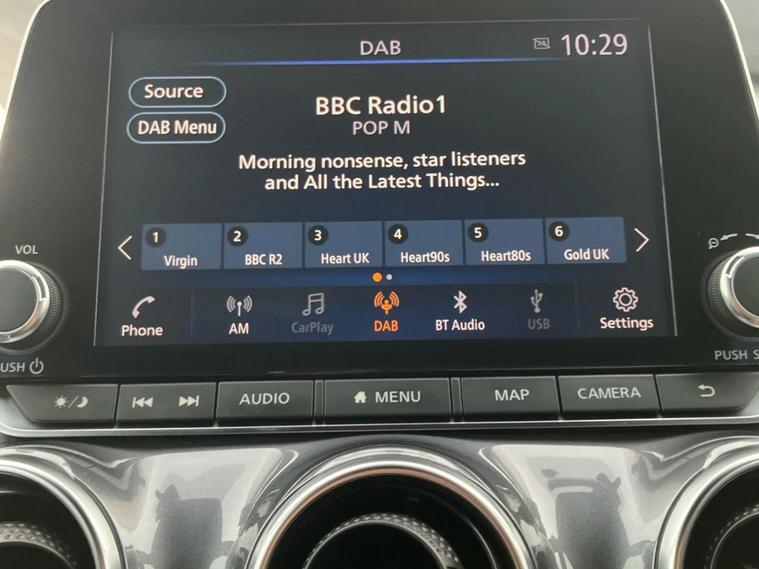 DAB
10:29
Source
BBC Radio1
DAB Menu
POP M
Morning nonsense, star listeners
and All the Latest Things...
1 2 3 4 5 6
Virgin BBC R2 Heart UK Heart90s Heart80s Gold UK
Phone AM CarPlay DAB BT Audio USB Settings
VOL
PUSH
AUDIO MENU MAP CAMERA